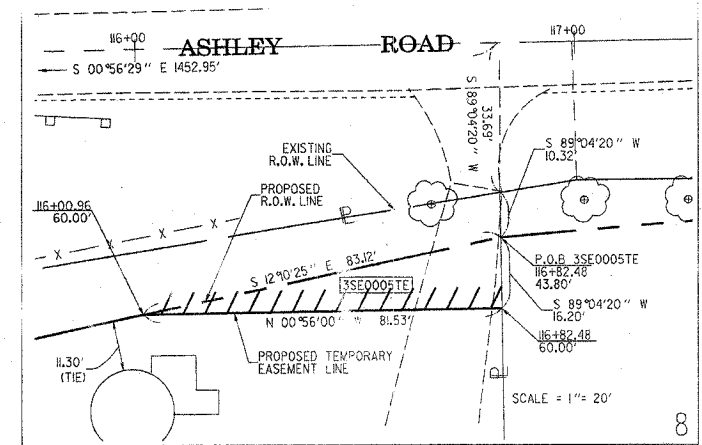 116+00
ASHLEY ROAD
117+00
S 00°56'29" E 1452.95'
S 89°04'20" W
33.69'
EXISTING
R.O.W. LINE
S 89°04'20" W
10.32'
PROPOSED
R.O.W. LINE
116+00.96
60.00'
X X X X
S 12°10'25" E 83.12'
P.O.B 3SE0005TE
116+82.48
43.80'
3SE0005TE
S 89°04'20" W
16.20'
N 00°56'00" W 81.53'
116+82.48
60.00'
11.30'
(TIE)
PROPOSED TEMPORARY
EASEMENT LINE
SCALE = 1"= 20'
8